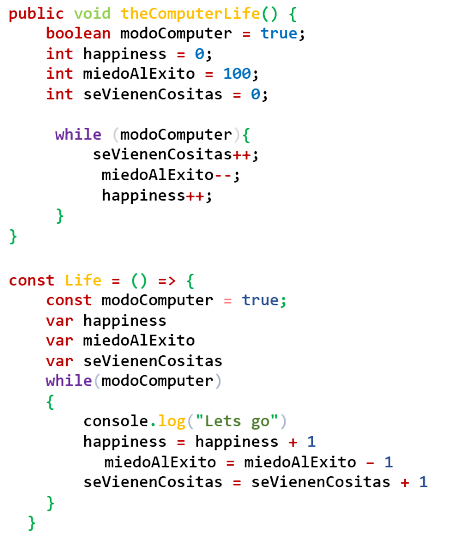 public void theComputerLife() {
    boolean modoComputer = true;
    int happiness = 0;
    int miedoAlExito = 100;
    int seVienenCositas = 0;

     while (modoComputer){
         seVienenCositas++;
          miedoAlExito--;
          happiness++;
     }
}

const Life = () => {
    const modoComputer = true;
    var happiness
    var miedoAlExito
    var seVienenCositas
    while(modoComputer)
    {
        console.log("Lets go")
        happiness = happiness + 1
          miedoAlExito = miedoAlExito – 1
        seVienenCositas = seVienenCositas + 1
    }
  }